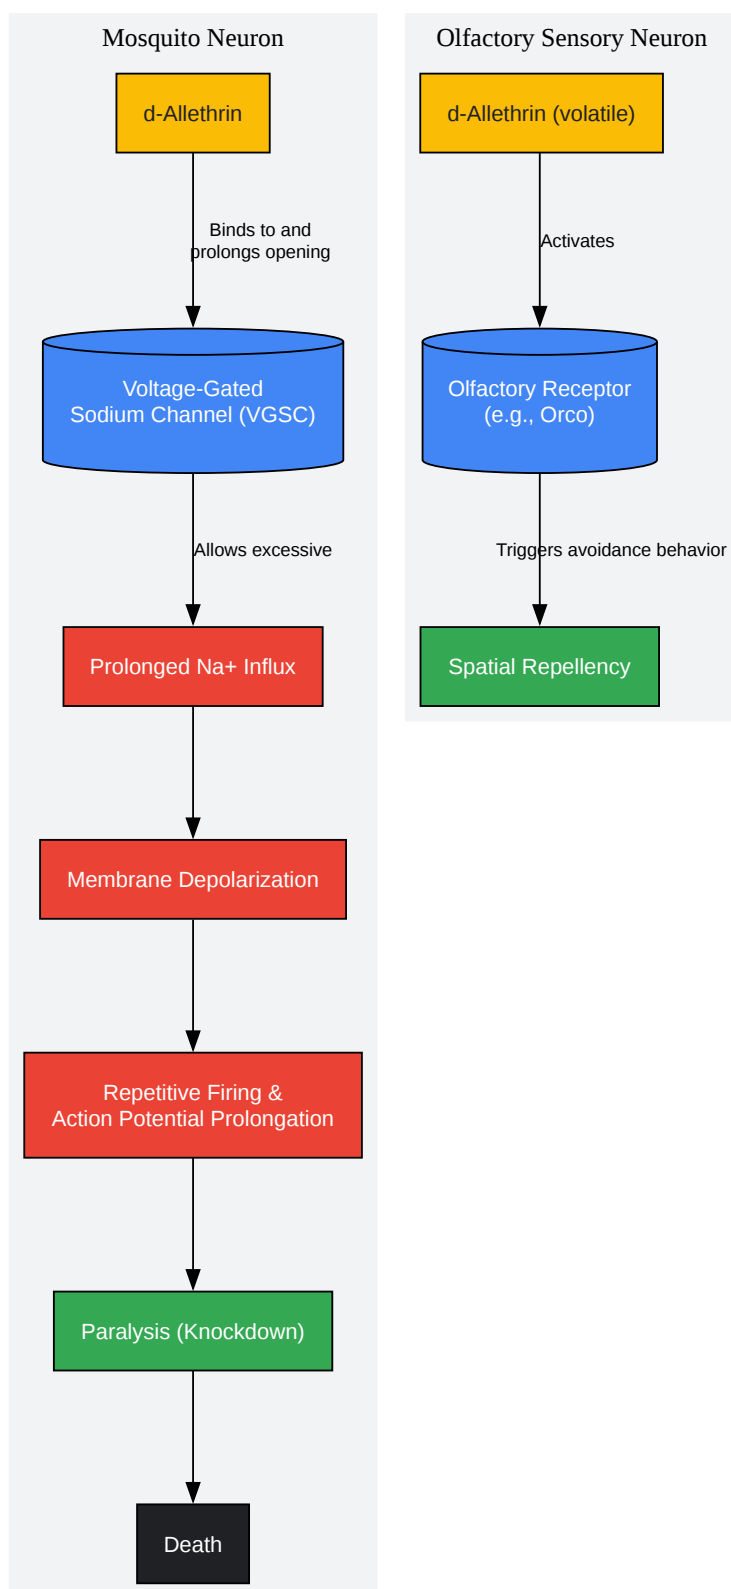 Mosquito Neuron
d-Allethrin
Binds to and
prolongs opening
Voltage-Gated
Sodium Channel (VGSC)
Allows excessive
Prolonged Na+ Influx
Membrane Depolarization
Repetitive Firing &
Action Potential Prolongation
Paralysis (Knockdown)
Death
Olfactory Sensory Neuron
d-Allethrin (volatile)
Activates
Olfactory Receptor
(e.g., Orco)
Triggers avoidance behavior
Spatial Repellency